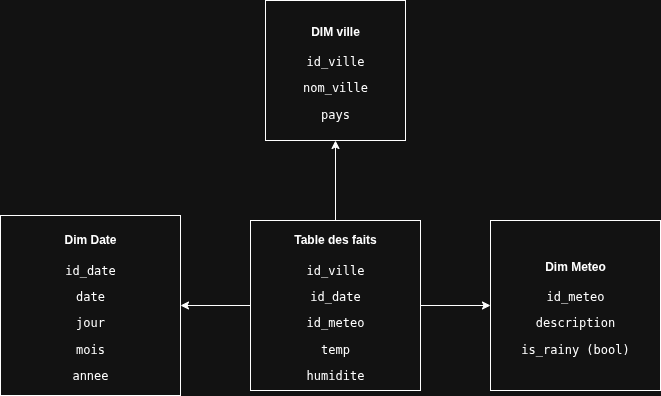 DIM ville
id_ville
nom_ville
pays
Dim Date
id_date
date
jour
mois
annee
Table des faits
id_ville
id_date
id_meteo
temp
humidite
Dim Meteo
id_meteo
description
is_rainy (bool)